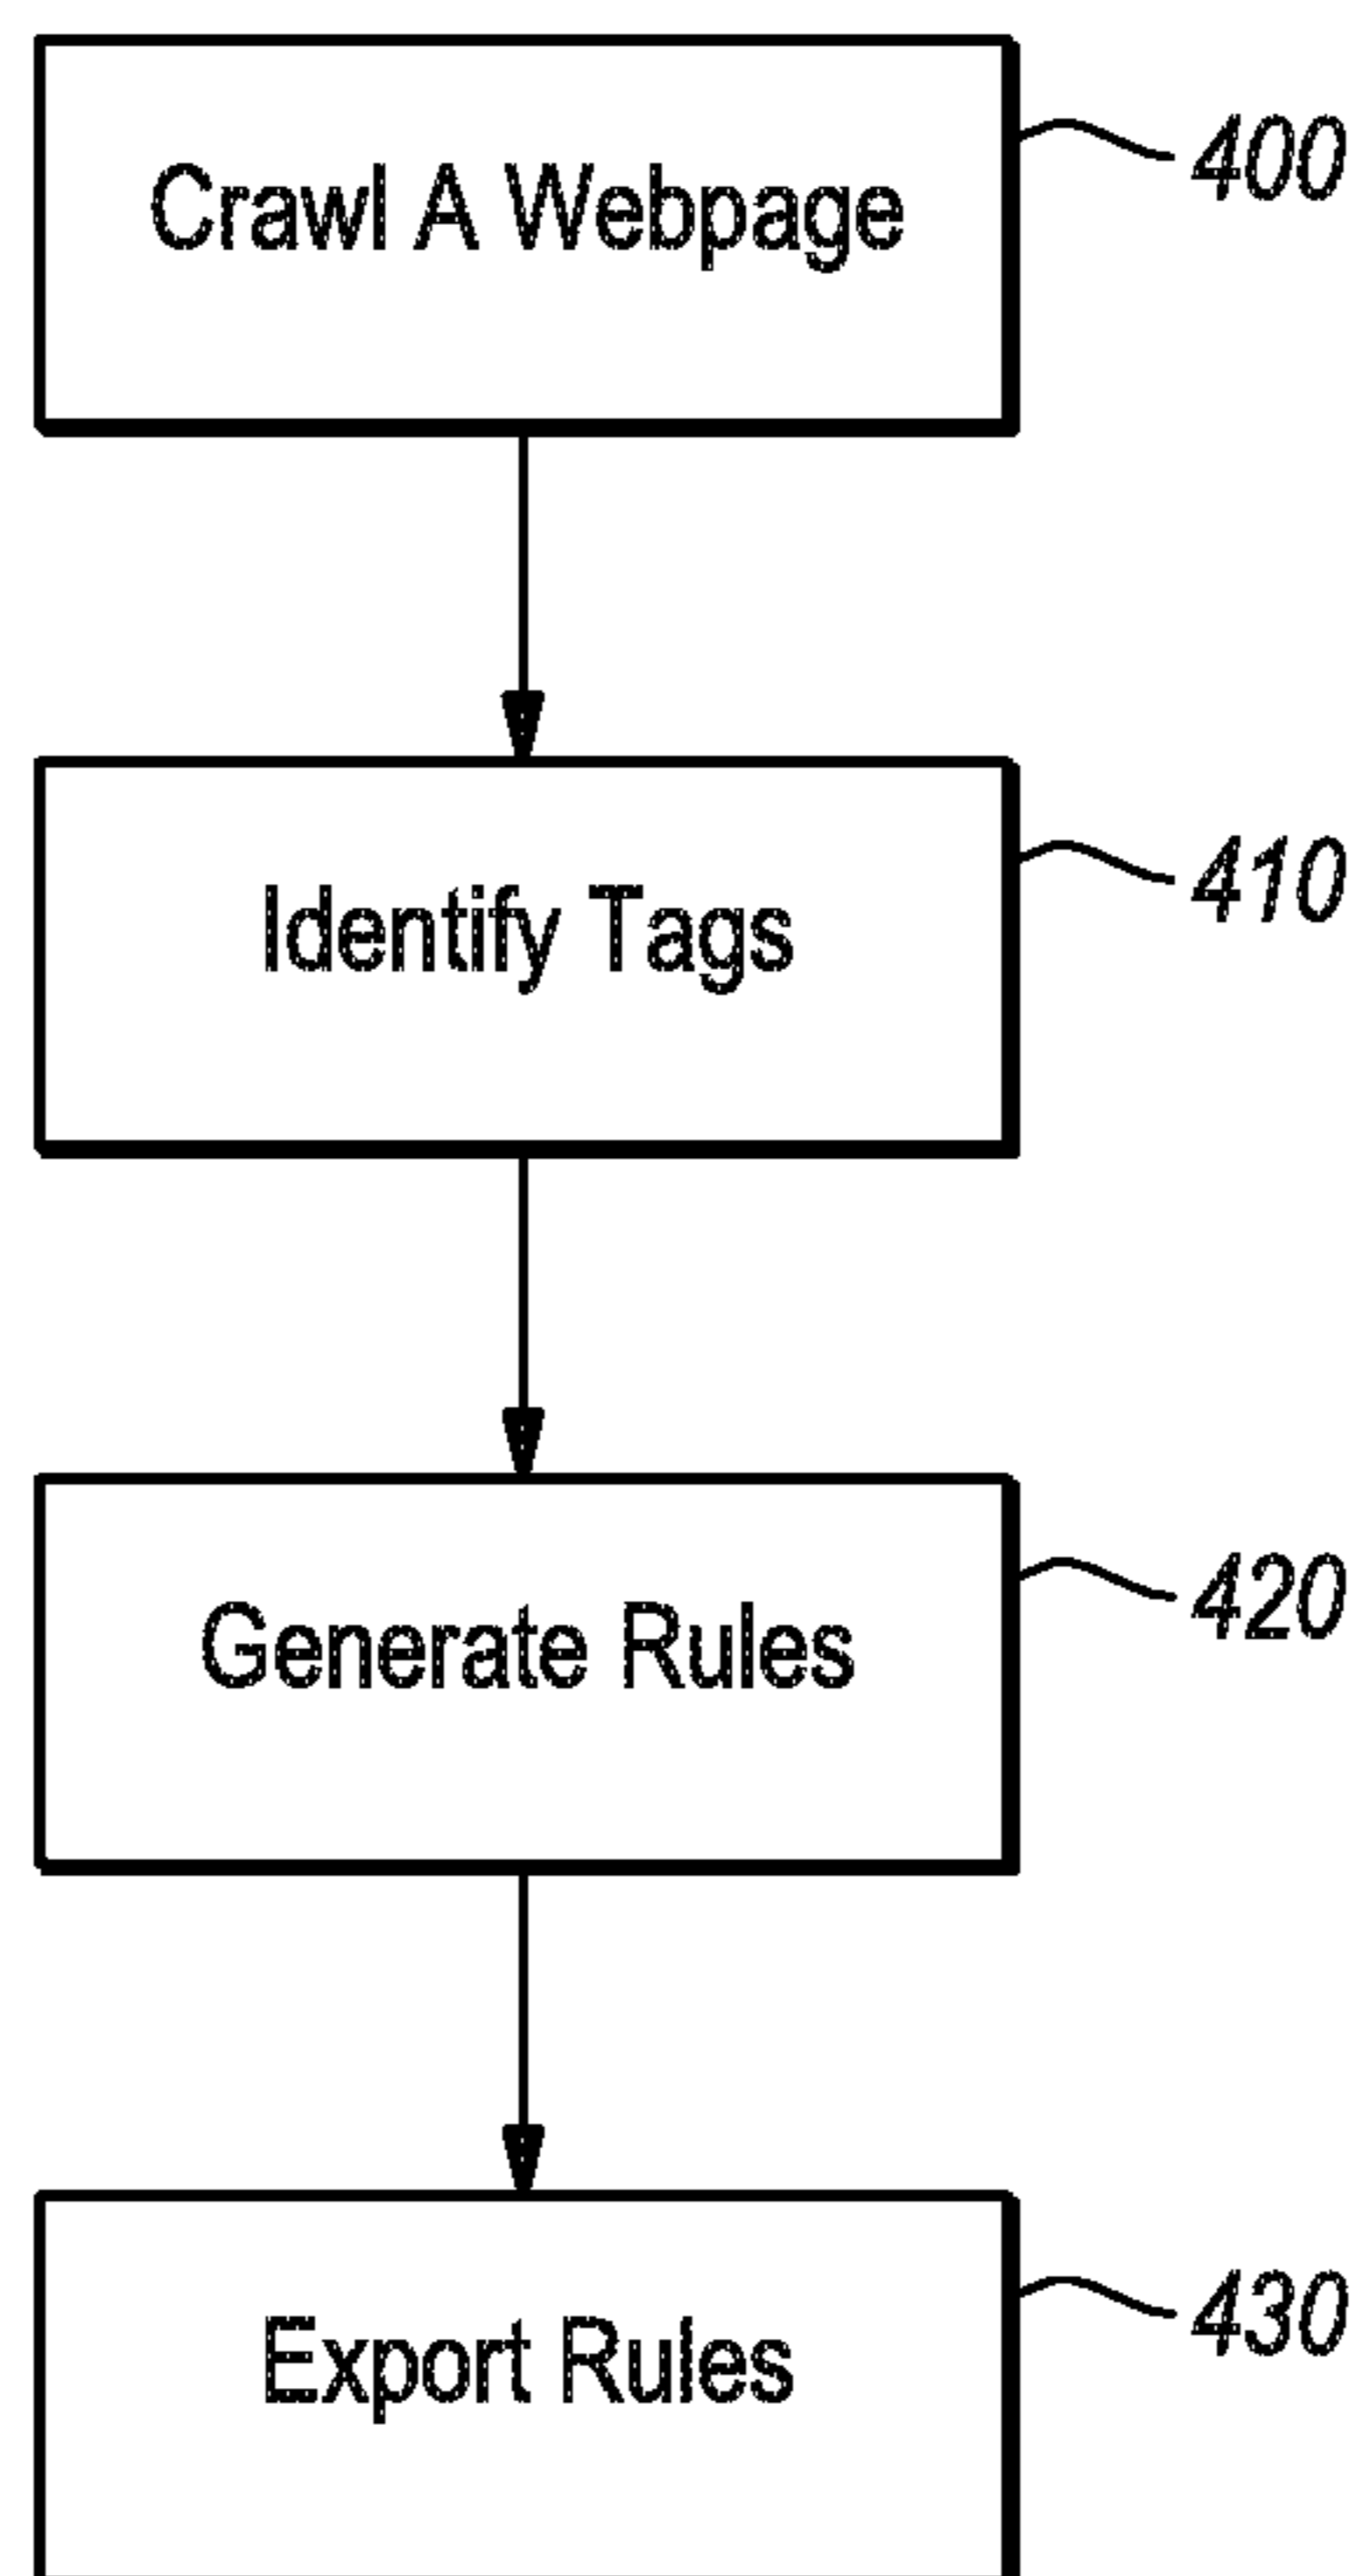 Crawl A Webpage
400
Identify Tags
410
Generate Rules
420
Export Rules
430